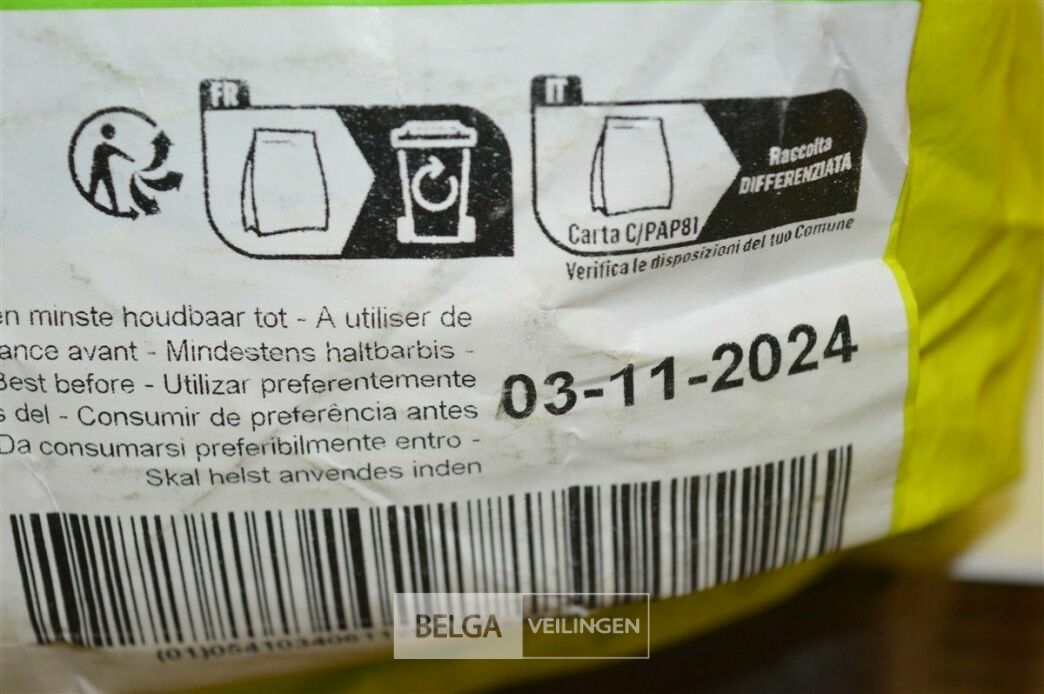 FR
IT
Raccolta
DIFFERENZIATA
Carta C/PAP81
Verifica le disposizioni del tuo Comune
en minste houdbaar tot - A utiliser de
ance avant - Mindestens haltbarbis -
Best before - Utilizar preferentemente
s del - Consumir de preferência antes
Da consumarsi preferibilmente entro -
Skal helst anvendes inden
03-11-2024
BELGA VEILINGEN